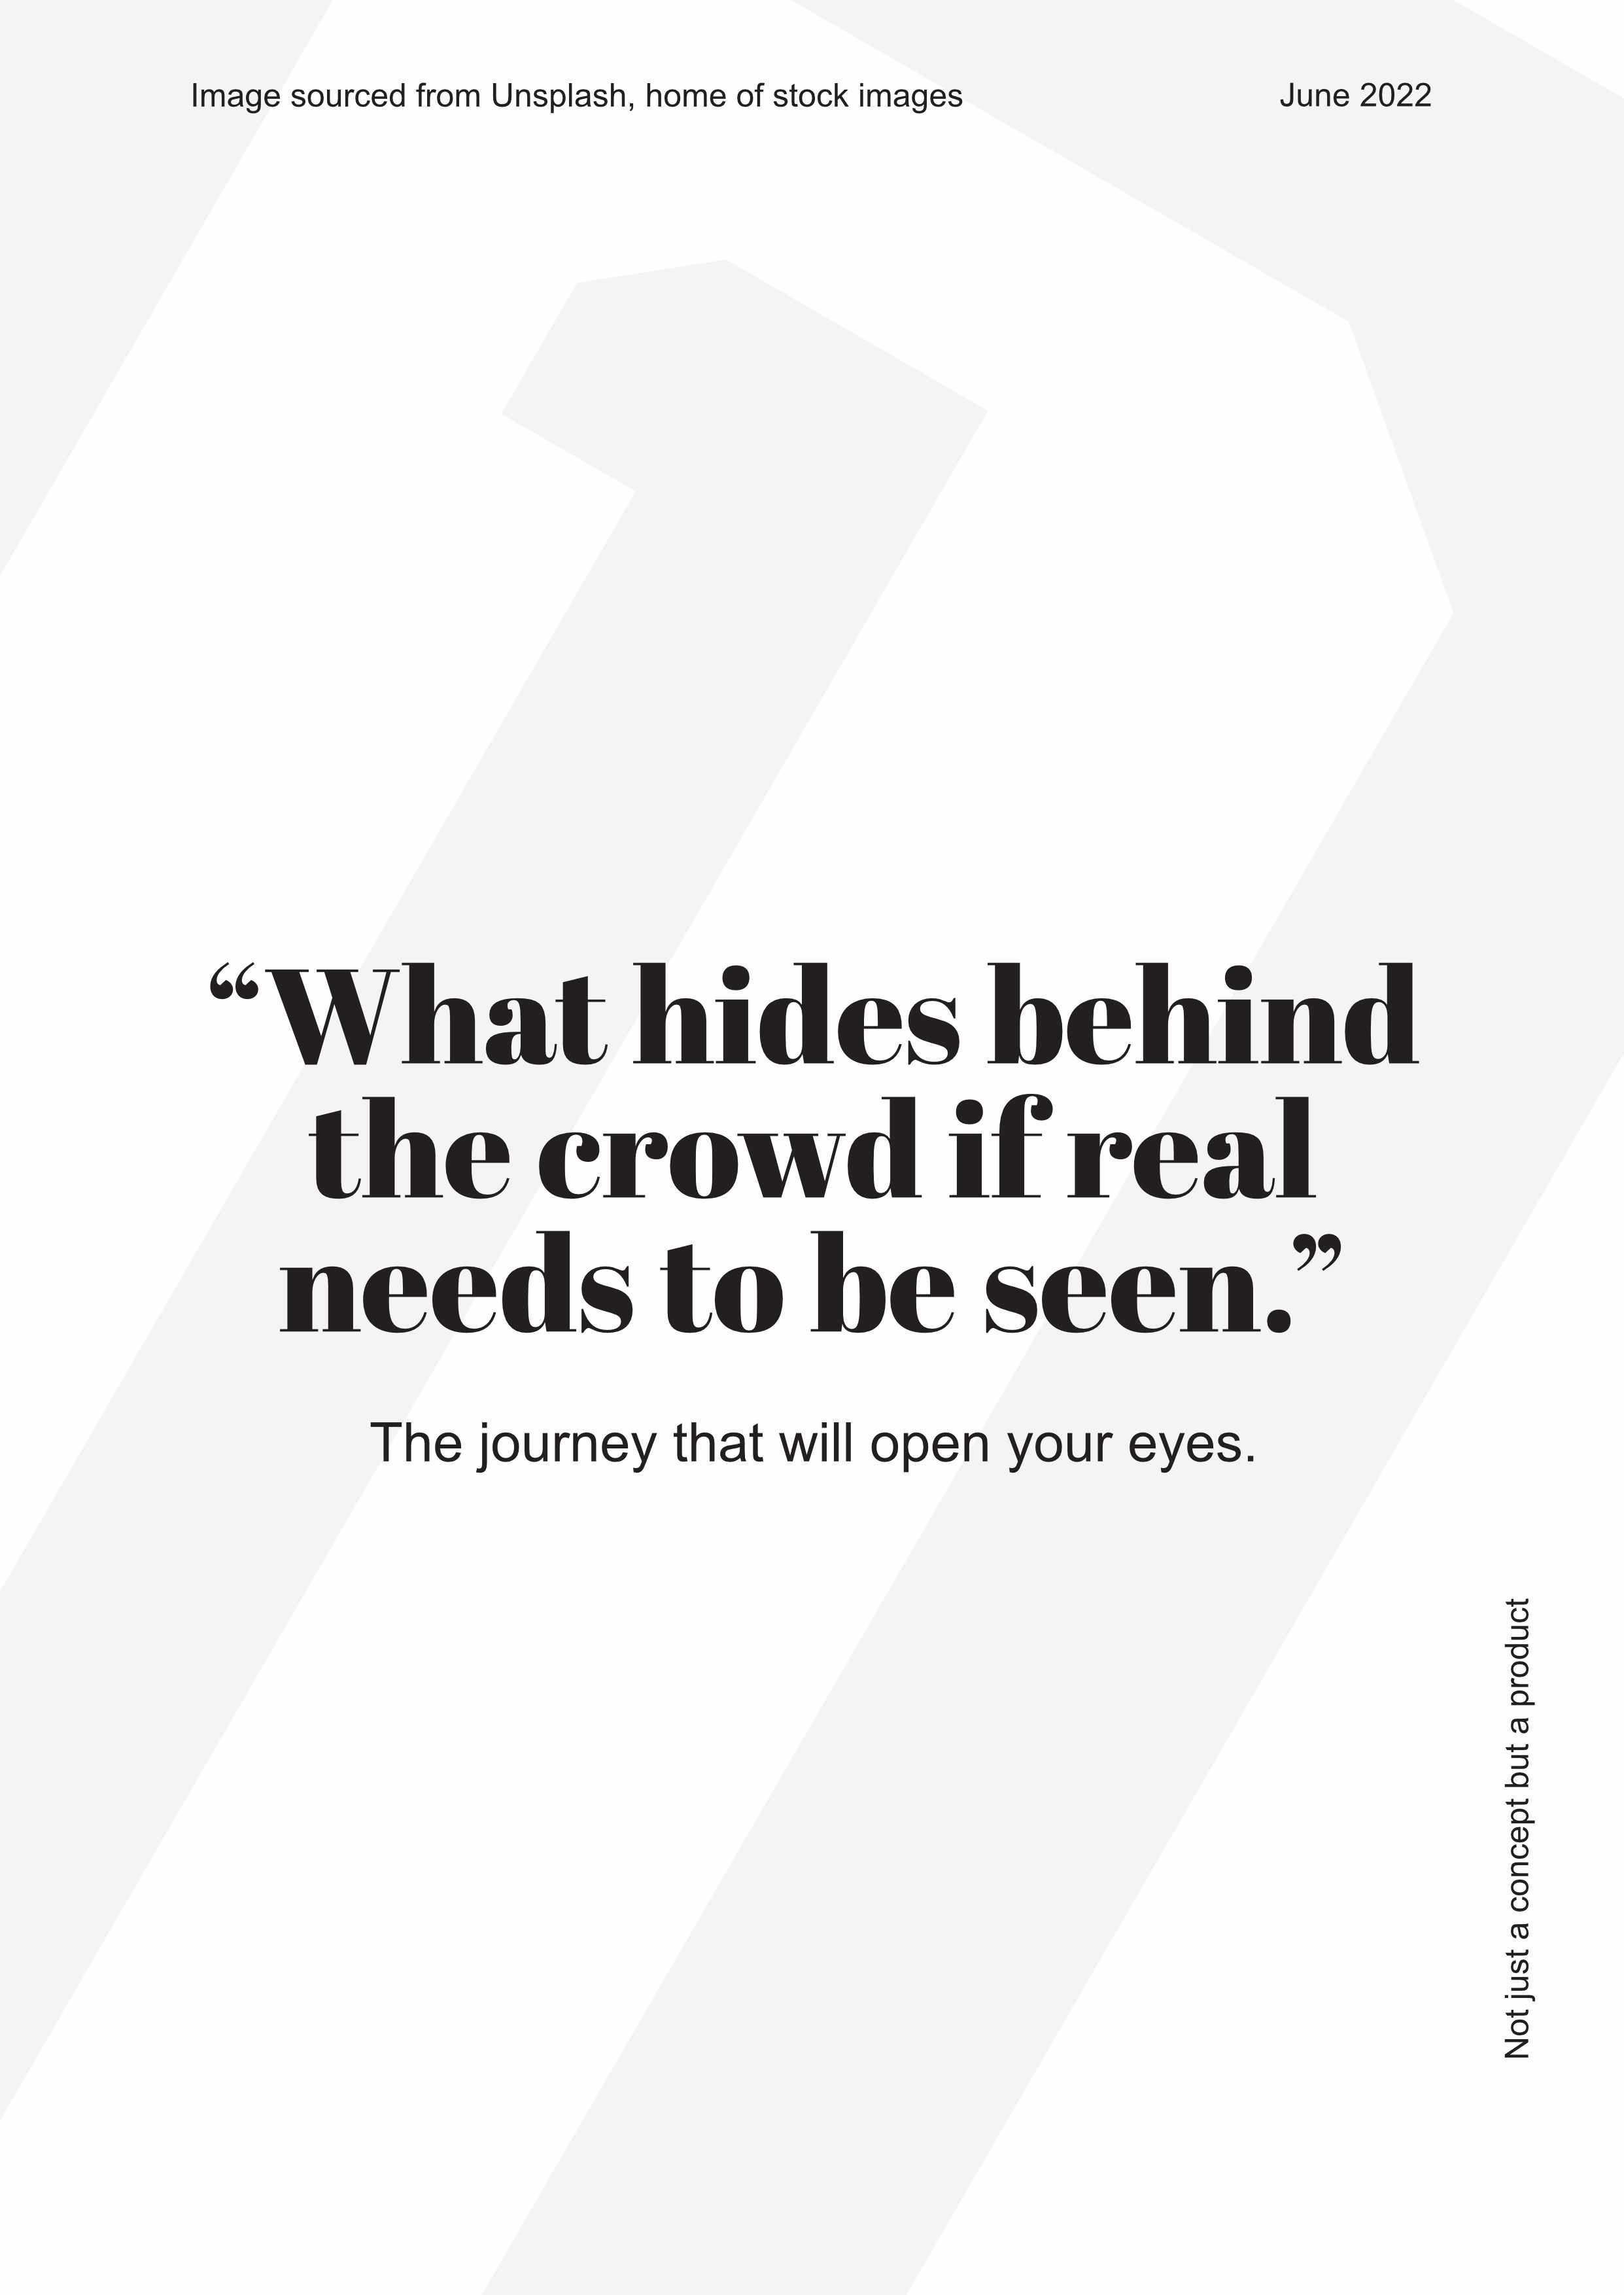 Image sourced from Unsplash, home of stock images
June 2022
“What hides behind
the crowd if real
needs to be seen.”
The journey that will open your eyes.
Not just a concept but a product